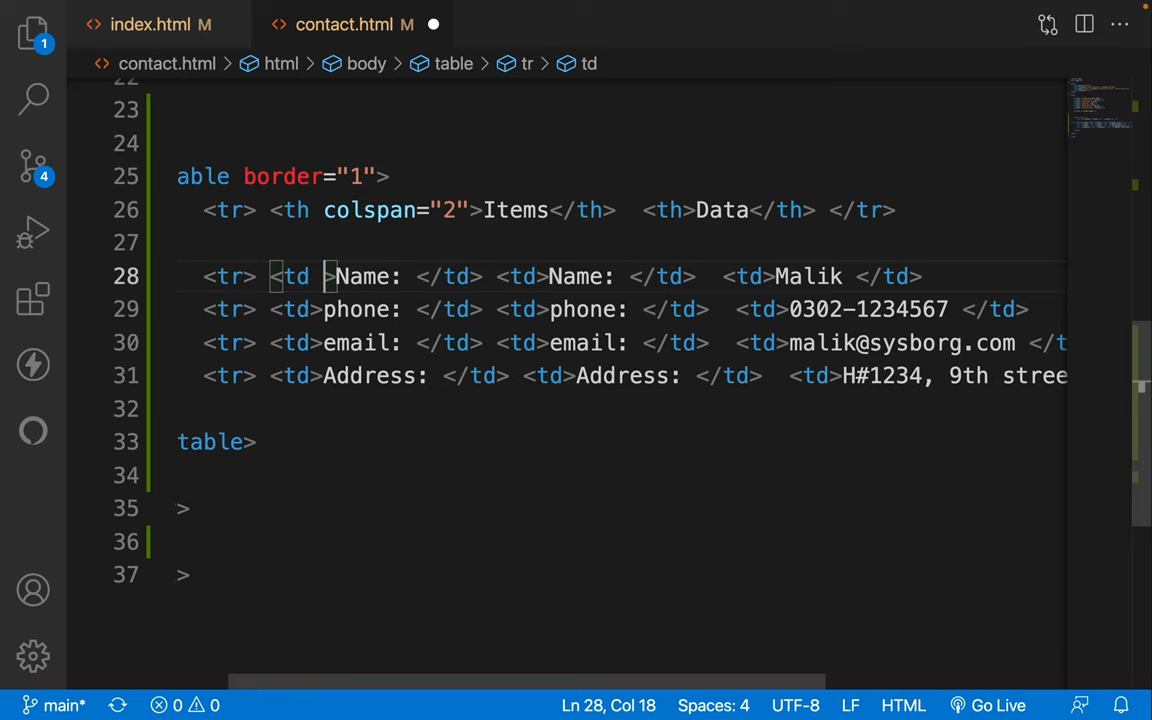 index.html M
contact.html M
contact.html > html > body > table > tr > td
1
4
23
24
25 able border="1">
26 <tr> <th colspan="2">Items</th> <th>Data</th> </tr>
27
28 <tr> <td >Name: </td> <td>Name: </td> <td>Malik </td>
29 <tr> <td>phone: </td> <td>phone: </td> <td>0302-1234567 </td>
30 <tr> <td>email: </td> <td>email: </td> <td>malik@sysborg.com </t
31 <tr> <td>Address: </td> <td>Address: </td> <td>H#1234, 9th stree
32
33 table>
34
35 >
36
37 >
main* 0 0 Ln 28, Col 18 Spaces: 4 UTF-8 LF HTML Go Live